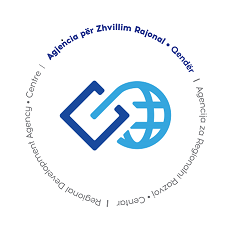 Agjencia për Zhvillim Rajonal • Qendër |
Agencija za Regionalni Razvoj • Centar |
Regional Development Agency • Centre |